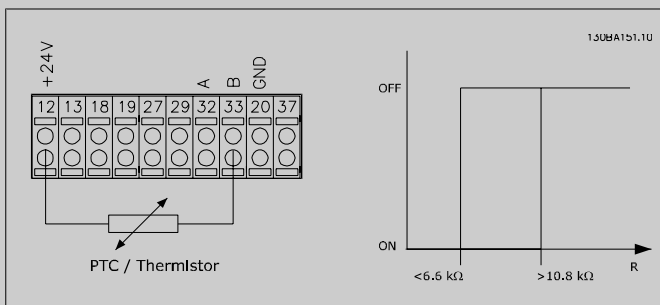 130BA151.10
+24V
A
B
GND
12 13 18 19 27 29 32 33 20 37
PTC / Thermistor
OFF
ON
<6.6 kΩ
>10.8 kΩ
R